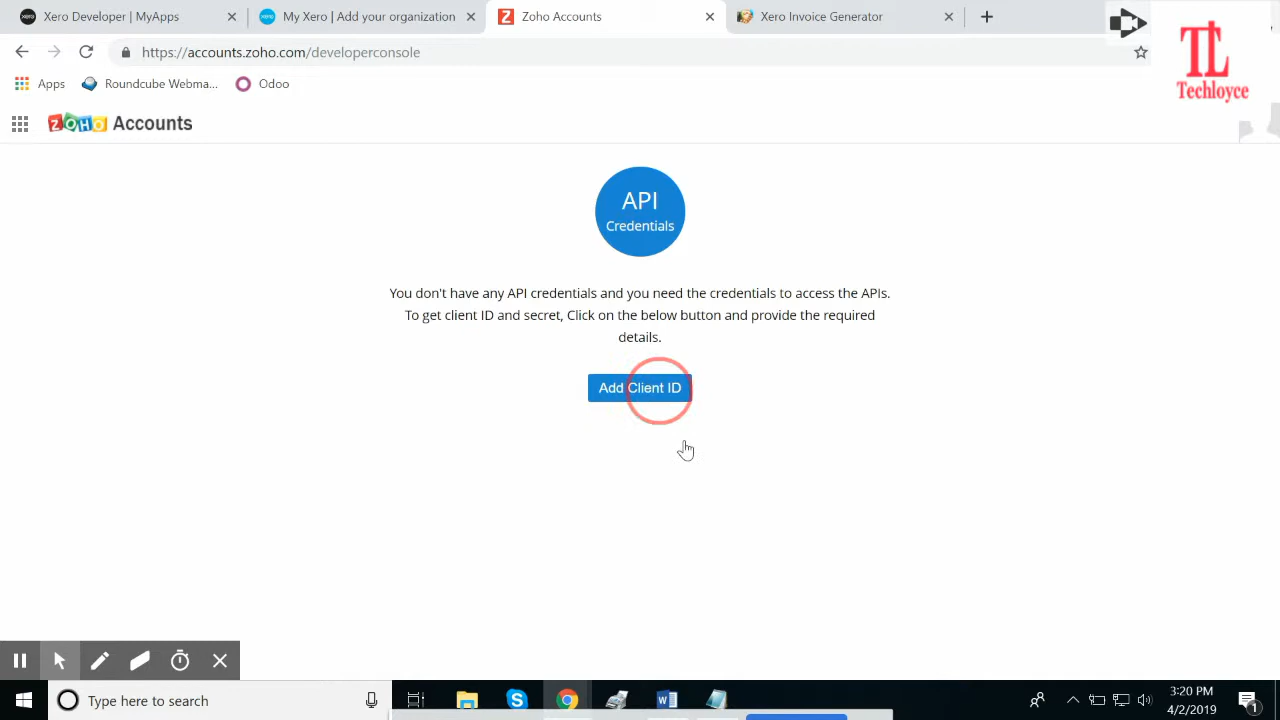 Xero Developer | MyApps
My Xero | Add your organization
Zoho Accounts
Xero Invoice Generator
https://accounts.zoho.com/developerconsole
Apps
Roundcube Webma...
Odoo
TL
Techloyce
ZOHO Accounts
API
Credentials
You don't have any API credentials and you need the credentials to access the APIs.
To get client ID and secret, Click on the below button and provide the required
details.
Add Client ID
Type here to search
3:20 PM
4/2/2019
1